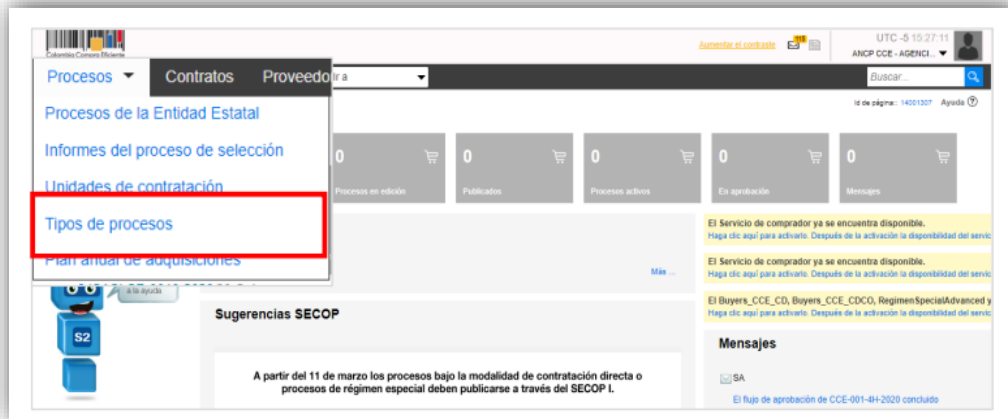 Colombia Compra Eficiente
Aumentar el contraste
UTC -5 15:27:11
ANCP CCE - AGENCI...
Procesos Contratos Proveedo r a
Buscar...
Procesos de la Entidad Estatal
Id de página:: 14001307 Ayuda
Informes del proceso de selección
Unidades de contratación
Tipos de procesos
Plan anual de adquisiciones
0 0 0 0 0
Procesos en edición Publicados Procesos activos En aprobación Mensajes
El Servicio de comprador ya se encuentra disponible.
Haga clic aquí para activarlo. Después de la activación la disponibilidad del servic
El Servicio de comprador ya se encuentra disponible.
Haga clic aquí para activarlo. Después de la activación la disponibilidad del servic
El Buyers_CCE_CD, Buyers_CCE_CDCO, RegimenSpecialAdvanced y
Haga clic aquí para activarlo. Después de la activación la disponibilidad del servic
Más ...
a la ayuda
S2
Sugerencias SECOP
A partir del 11 de marzo los procesos bajo la modalidad de contratación directa o
procesos de régimen especial deben publicarse a través del SECOP I.
Mensajes
SA
El flujo de aprobación de CCE-001-4H-2020 concluido